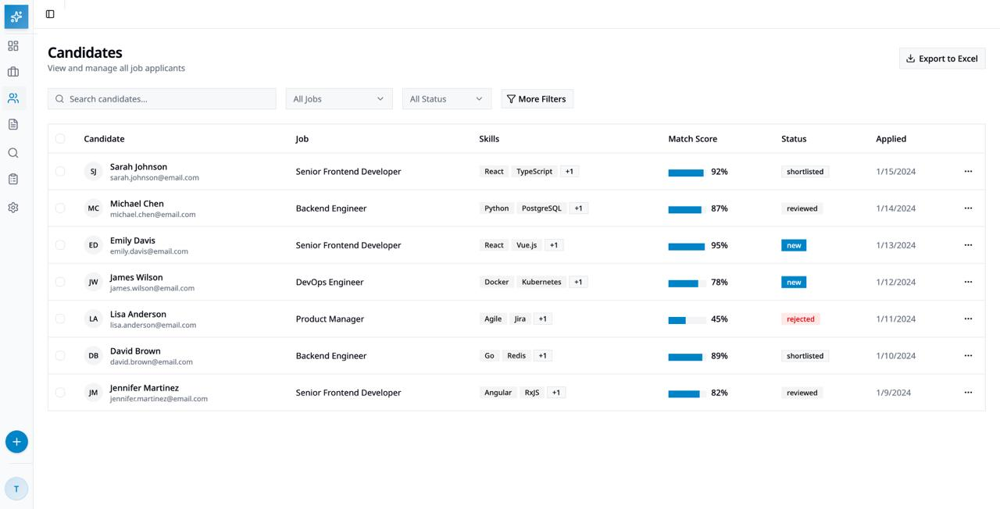 Candidates
View and manage all job applicants
Export to Excel
Search candidates...
All Jobs
All Status
More Filters
Candidate Job Skills Match Score Status Applied
SJ Sarah Johnson
sarah.johnson@email.com
Senior Frontend Developer React TypeScript +1 92% shortlisted 1/15/2024
MC Michael Chen
michael.chen@email.com
Backend Engineer Python PostgreSQL +1 87% reviewed 1/14/2024
ED Emily Davis
emily.davis@email.com
Senior Frontend Developer React Vue.js +1 95% new 1/13/2024
JW James Wilson
james.wilson@email.com
DevOps Engineer Docker Kubernetes +1 78% new 1/12/2024
LA Lisa Anderson
lisa.anderson@email.com
Product Manager Agile Jira +1 45% rejected 1/11/2024
DB David Brown
david.brown@email.com
Backend Engineer Go Redis +1 89% shortlisted 1/10/2024
JM Jennifer Martinez
jennifer.martinez@email.com
Senior Frontend Developer Angular RxJS +1 82% reviewed 1/9/2024
T